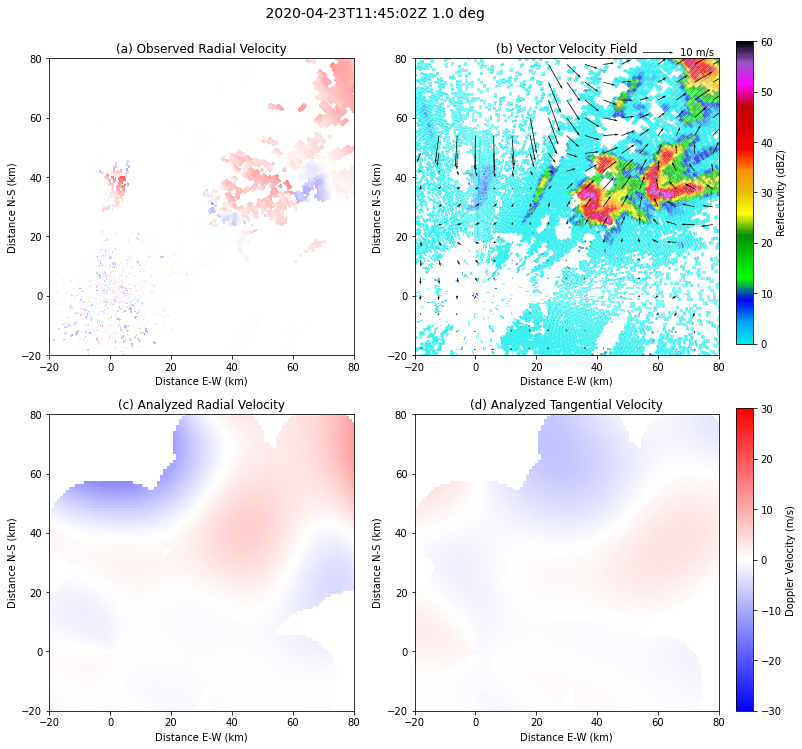 2020-04-23T11:45:02Z 1.0 deg
(a) Observed Radial Velocity
80
60
40
20
0
−20
−20 0 20 40 60 80
Distance E-W (km)
Distance N-S (km)
(b) Vector Velocity Field
10 m/s
80
60
40
20
0
−20
−20 0 20 40 60 80
Distance E-W (km)
Distance N-S (km)
60
50
40
30
20
10
0
Reflectivity (dBZ)
(c) Analyzed Radial Velocity
80
60
40
20
0
−20
−20 0 20 40 60 80
Distance E-W (km)
Distance N-S (km)
(d) Analyzed Tangential Velocity
80
60
40
20
0
−20
−20 0 20 40 60 80
Distance E-W (km)
Distance N-S (km)
30
20
10
0
−10
−20
−30
Doppler Velocity (m/s)